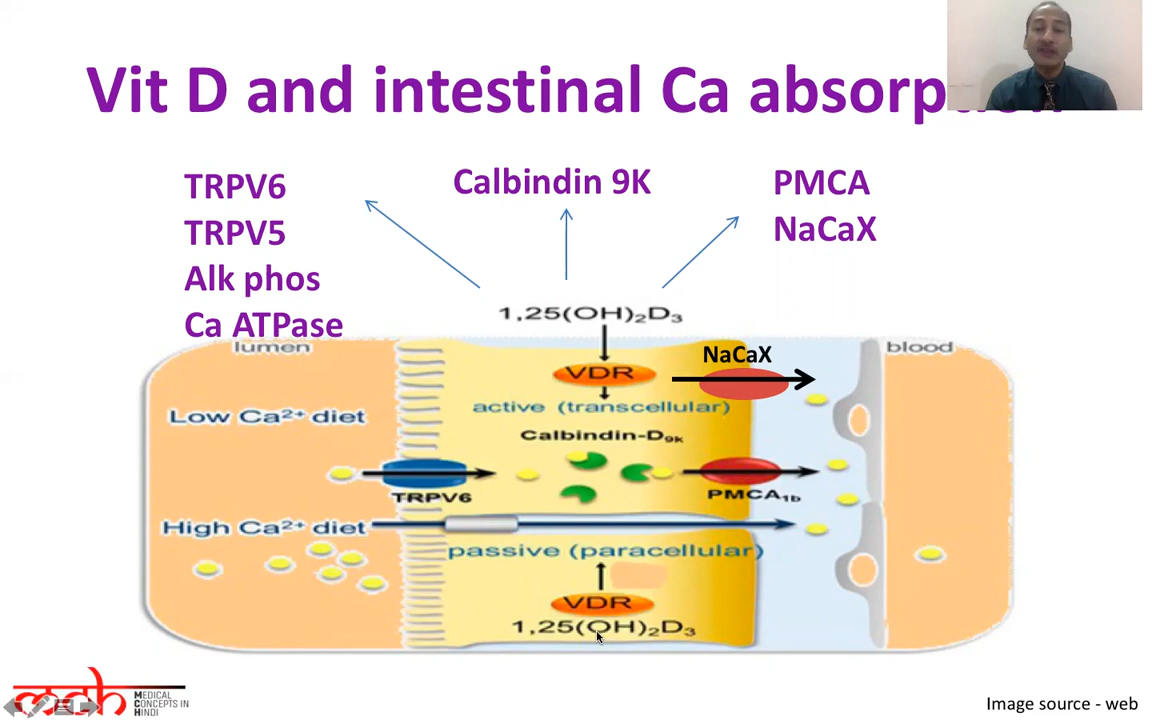 Vit D and intestinal Ca absorption
TRPV6
TRPV5
Alk phos
Ca ATPase
Calbindin 9K
PMCA
NaCaX
1,25(OH)₂D₃
lumen
blood
VDR
NaCaX
active (transcellular)
Low Ca²⁺ diet
Calbindin-D₉ₖ
TRPV6
PMCA₁b
High Ca²⁺ diet
passive (paracellular)
VDR
1,25(OH)₂D₃
mch
MEDICAL
CONCEPTS IN
HINDI
Image source - web